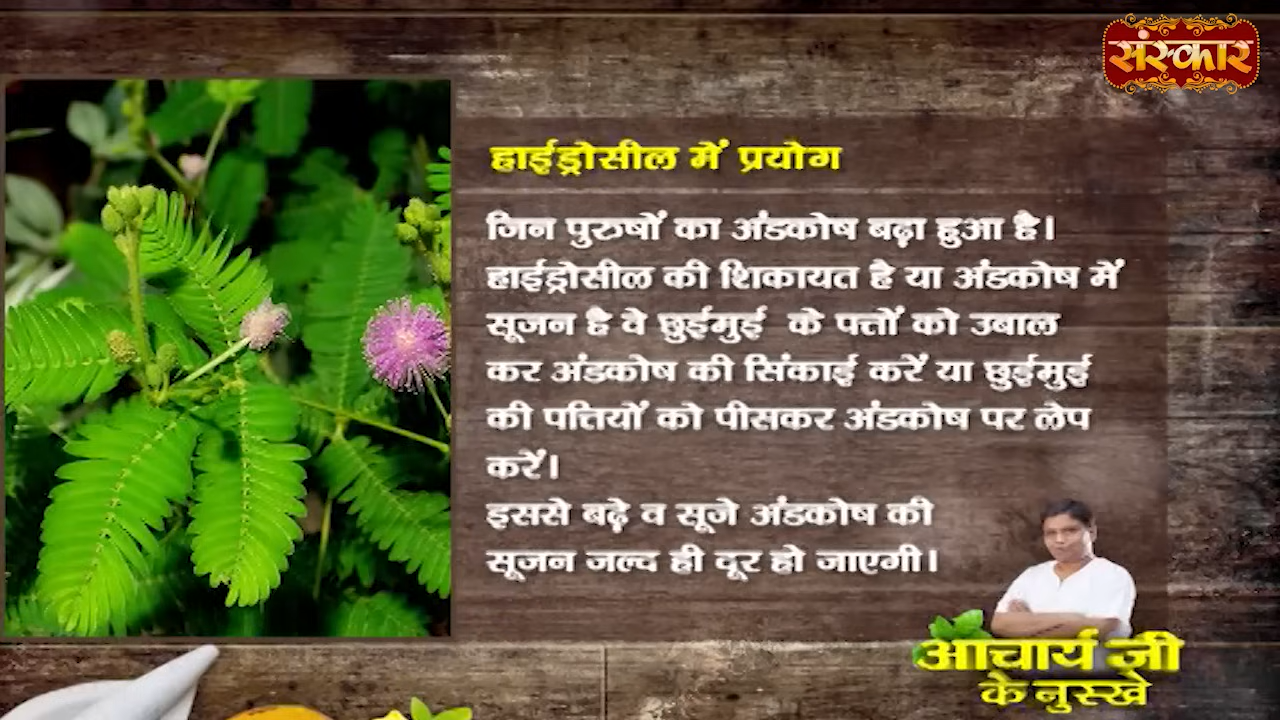 संस्कार
हाईड्रोसील में प्रयोग
जिन पुरुषों का अंडकोष बढ़ा हुआ है।
हाईड्रोसील की शिकायत है या अंडकोष में
सूजन है वे छुईमुई के पत्तों को उबाल
कर अंडकोष की सिंकाई करें या छुईमुई
की पत्तियों को पीसकर अंडकोष पर लेप
करें।
इससे बढ़े व सूजे अंडकोष की
सूजन जल्द ही दूर हो जाएगी।
आचार्य जी
के नुस्खे